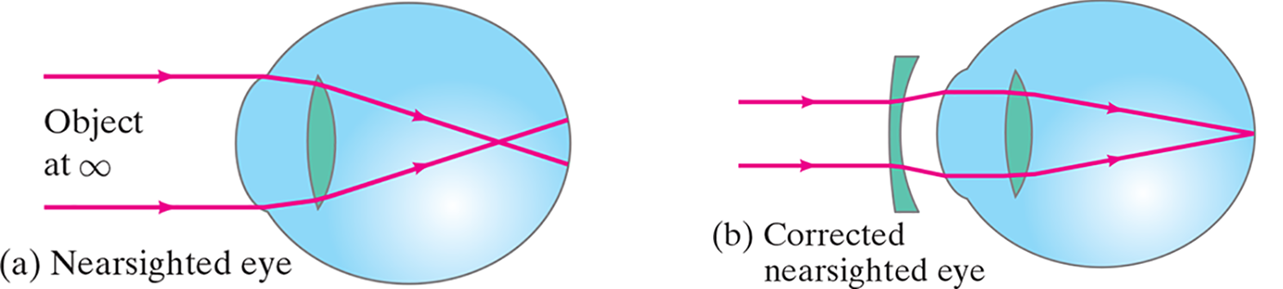 Object
at ∞
(a) Nearsighted eye
(b) Corrected
nearsighted eye